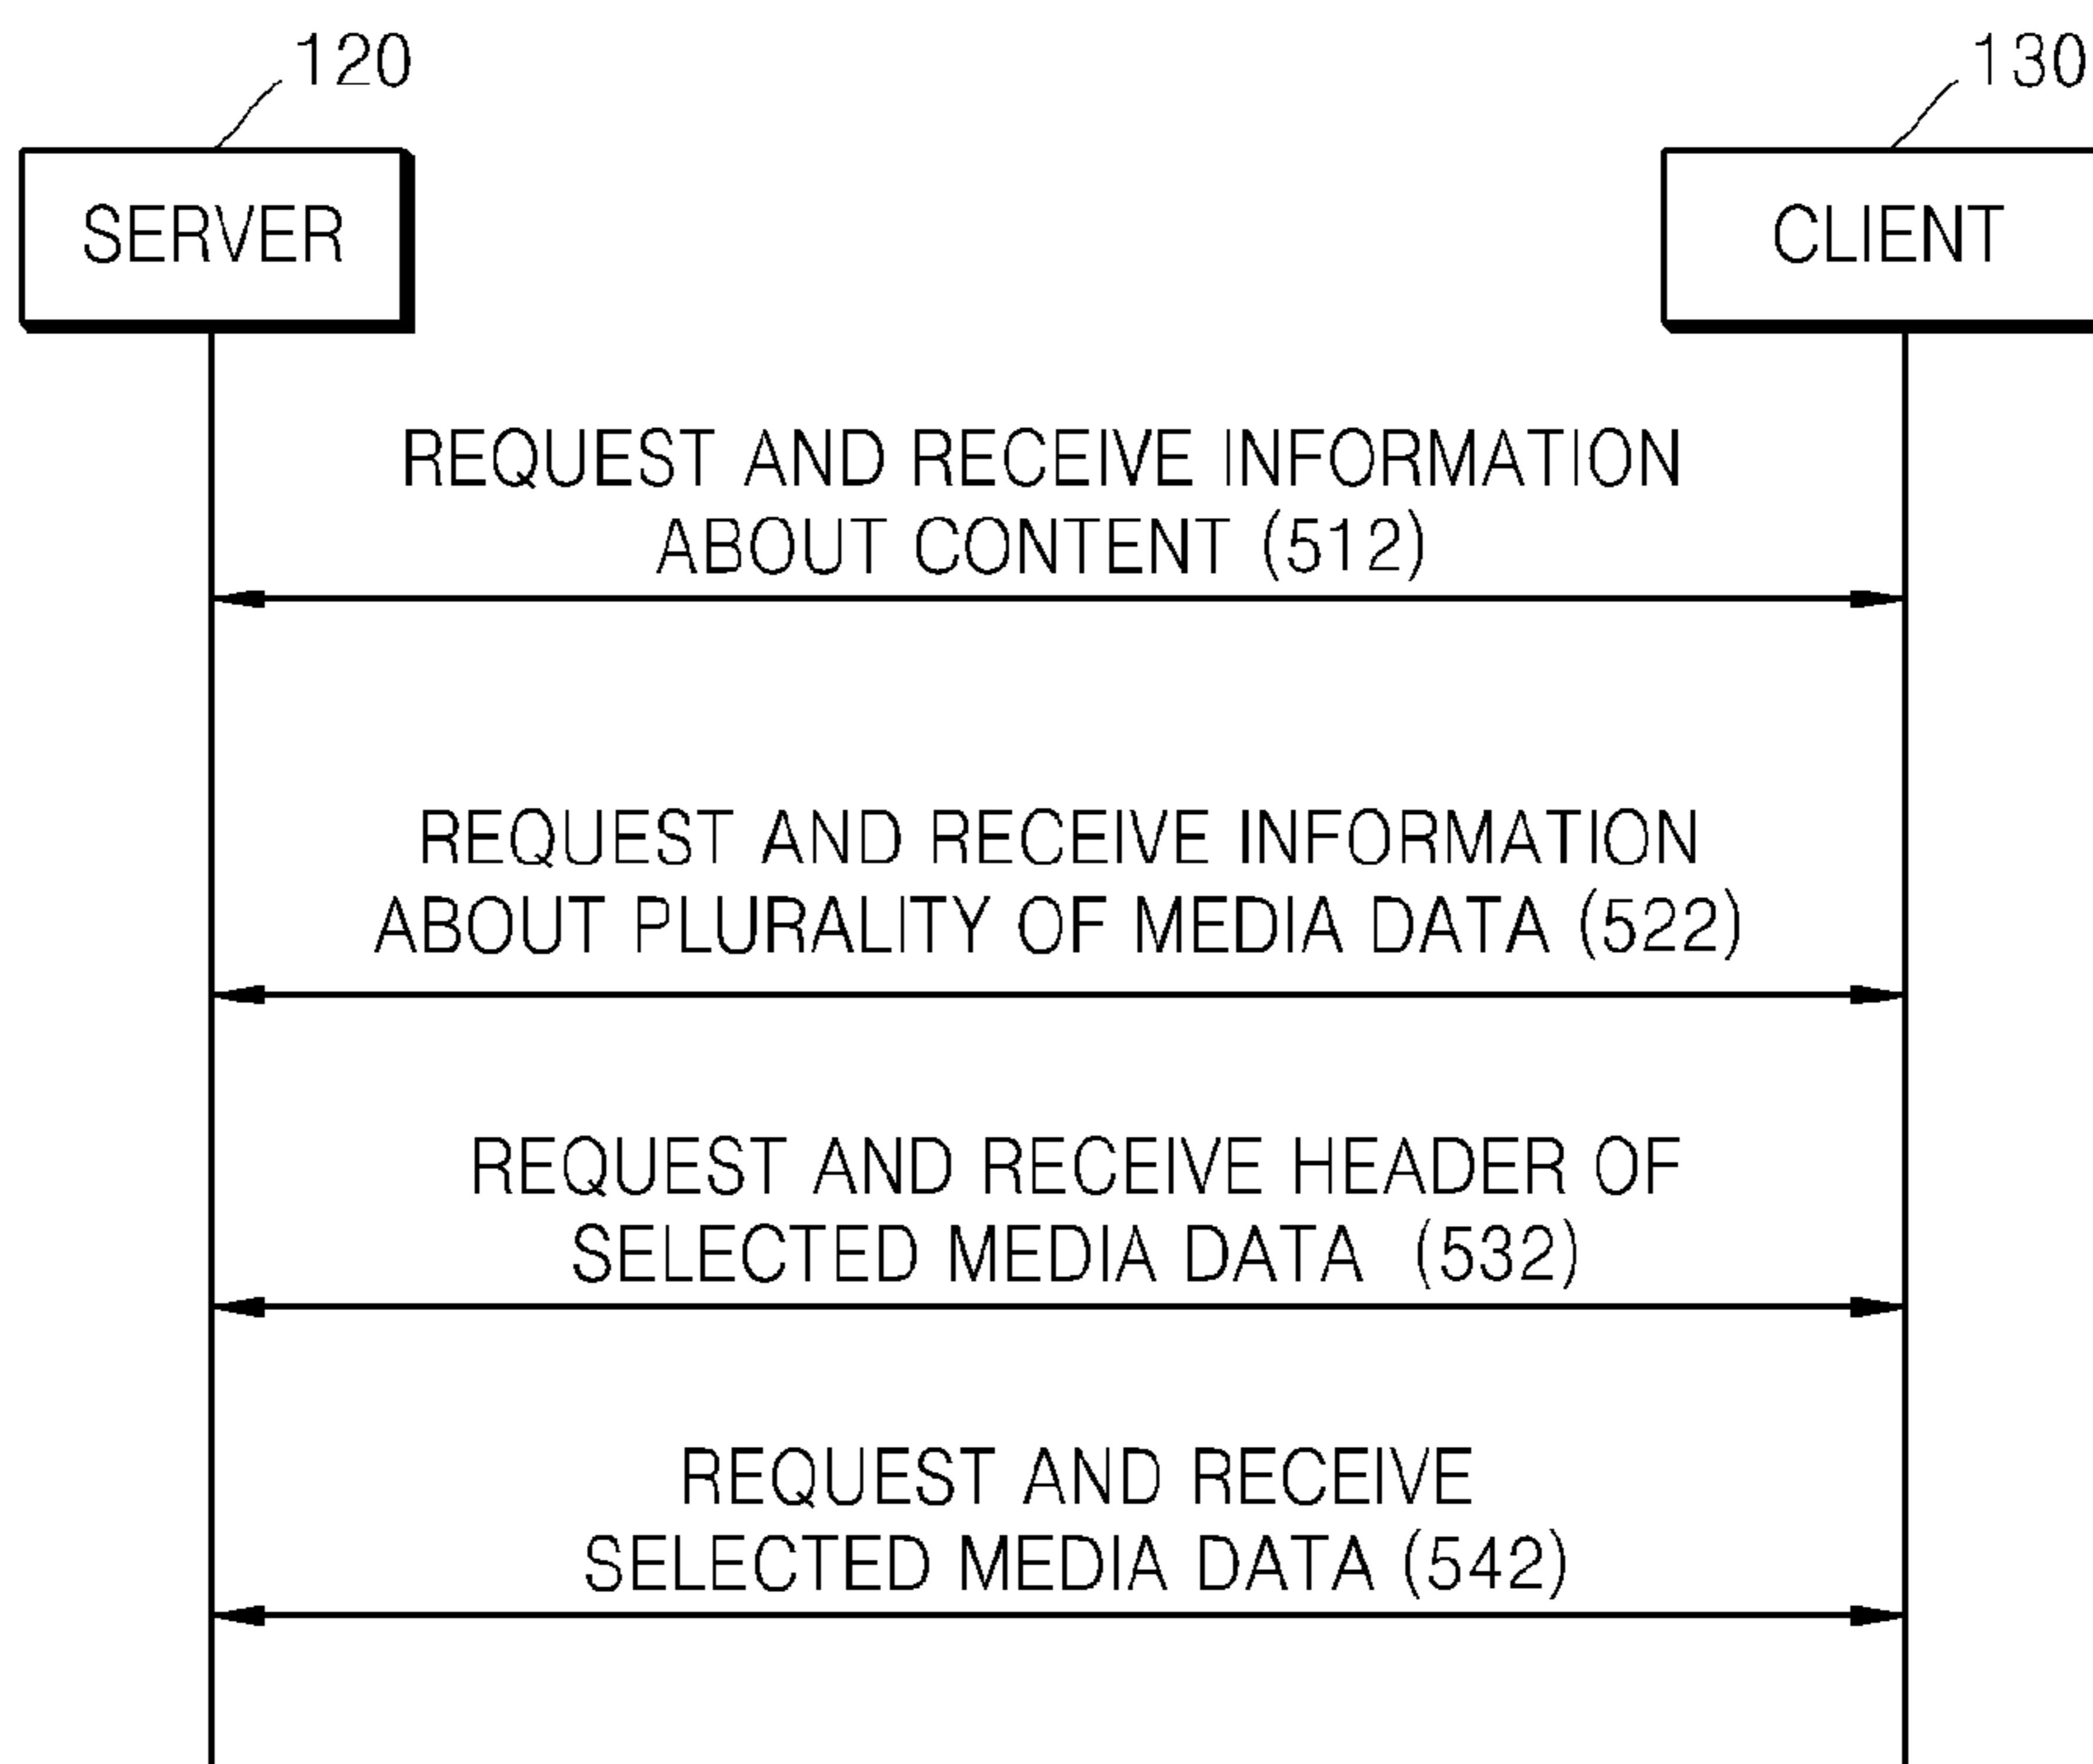 120
130
SERVER
CLIENT
REQUEST AND RECEIVE INFORMATION
ABOUT CONTENT (512)
REQUEST AND RECEIVE INFORMATION
ABOUT PLURALITY OF MEDIA DATA (522)
REQUEST AND RECEIVE HEADER OF
SELECTED MEDIA DATA (532)
REQUEST AND RECEIVE
SELECTED MEDIA DATA (542)